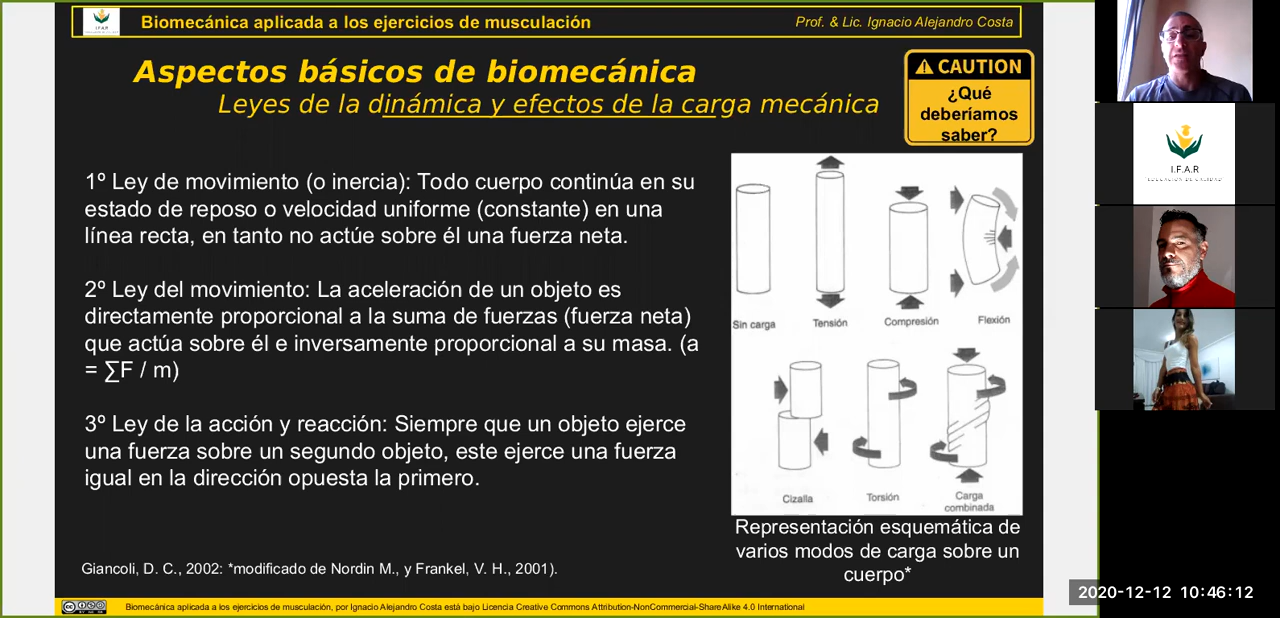 I.F.A.R
Biomecánica aplicada a los ejercicios de musculación
Prof. & Lic. Ignacio Alejandro Costa
Aspectos básicos de biomecánica
Leyes de la dinámica y efectos de la carga mecánica
CAUTION
¿Qué
deberíamos
saber?
1º Ley de movimiento (o inercia): Todo cuerpo continúa en su
estado de reposo o velocidad uniforme (constante) en una
línea recta, en tanto no actúe sobre él una fuerza neta.
2º Ley del movimiento: La aceleración de un objeto es
directamente proporcional a la suma de fuerzas (fuerza neta)
que actúa sobre él e inversamente proporcional a su masa. (a
= ∑F / m)
3º Ley de la acción y reacción: Siempre que un objeto ejerce
una fuerza sobre un segundo objeto, este ejerce una fuerza
igual en la dirección opuesta la primero.
Sin carga
Tensión
Compresión
Flexión
Cizalla
Torsión
Carga
combinada
Representación esquemática de
varios modos de carga sobre un
cuerpo*
Giancoli, D. C., 2002: *modificado de Nordin M., y Frankel, V. H., 2001).
cc
Biomecánica aplicada a los ejercicios de musculación, por Ignacio Alejandro Costa está bajo Licencia Creative Commons Attribution-NonCommercial-ShareAlike 4.0 International
I.F.A.R
EDUCACIÓN DE CALIDAD
2020-12-12 10:46:12